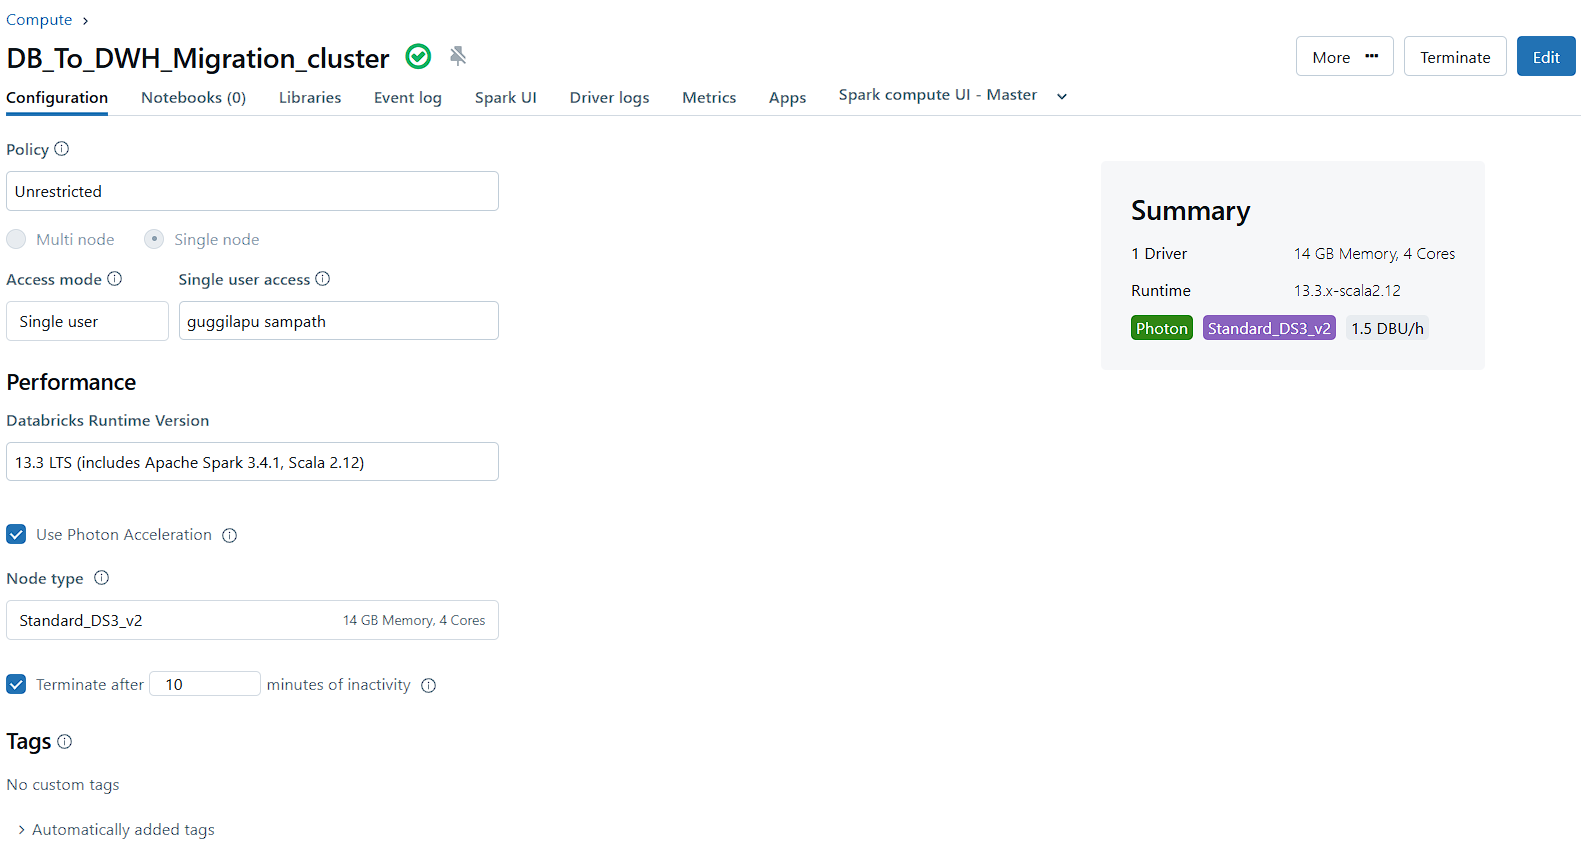 Compute
DB_To_DWH_Migration_cluster
More
Terminate
Edit
Configuration
Notebooks (0)
Libraries
Event log
Spark UI
Driver logs
Metrics
Apps
Spark compute UI - Master
Policy
Unrestricted
Multi node
Single node
Access mode
Single user access
Single user
guggilapu sampath
Performance
Databricks Runtime Version
13.3 LTS (includes Apache Spark 3.4.1, Scala 2.12)
Use Photon Acceleration
Node type
Standard_DS3_v2 14 GB Memory, 4 Cores
Terminate after 10 minutes of inactivity
Tags
No custom tags
Automatically added tags
Summary
1 Driver 14 GB Memory, 4 Cores
Runtime 13.3.x-scala2.12
Photon Standard_DS3_v2 1.5 DBU/h